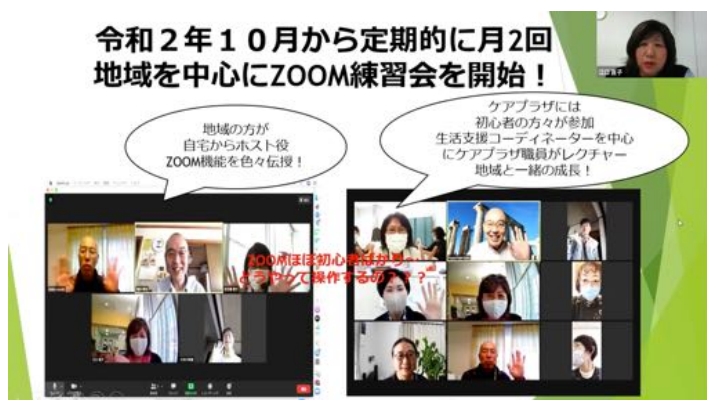 令和２年１０月から定期的に月2回
地域を中心にZOOM練習会を開始！
地域の方が
自宅からホスト役
ZOOM機能を色々伝授！
ケアプラザには
初心者の方々が参加
生活支援コーディネーターを中心
にケアプラザ職員がレクチャー
地域と一緒の成長！
ZOOMほぼ初心者ばかり～
どうやって操作するの？？？